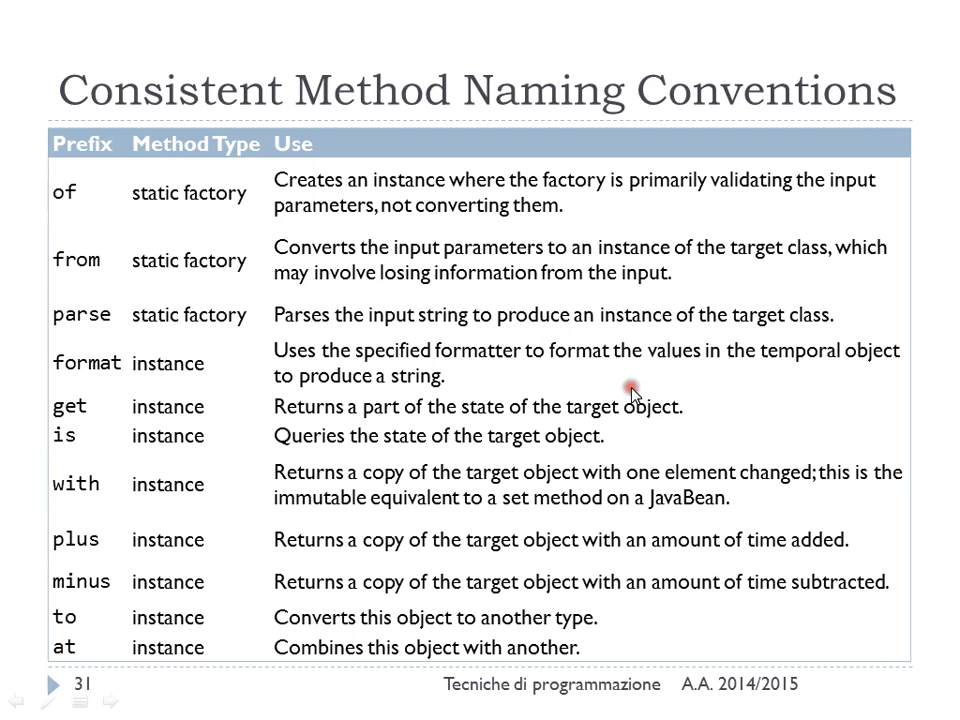 Consistent Method Naming Conventions
Prefix Method Type Use
of static factory Creates an instance where the factory is primarily validating the input
parameters, not converting them.
from static factory Converts the input parameters to an instance of the target class, which
may involve losing information from the input.
parse static factory Parses the input string to produce an instance of the target class.
format instance Uses the specified formatter to format the values in the temporal object
to produce a string.
get instance Returns a part of the state of the target object.
is instance Queries the state of the target object.
with instance Returns a copy of the target object with one element changed; this is the
immutable equivalent to a set method on a JavaBean.
plus instance Returns a copy of the target object with an amount of time added.
minus instance Returns a copy of the target object with an amount of time subtracted.
to instance Converts this object to another type.
at instance Combines this object with another.
31 Tecniche di programmazione A.A. 2014/2015